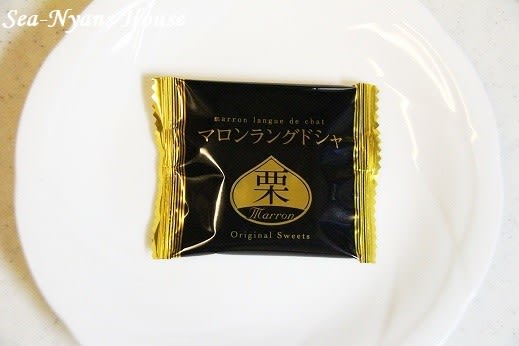 Sea-Nyans House
marron langue de chat
マロンラングドシャ
栗
Marron
Original Sweets